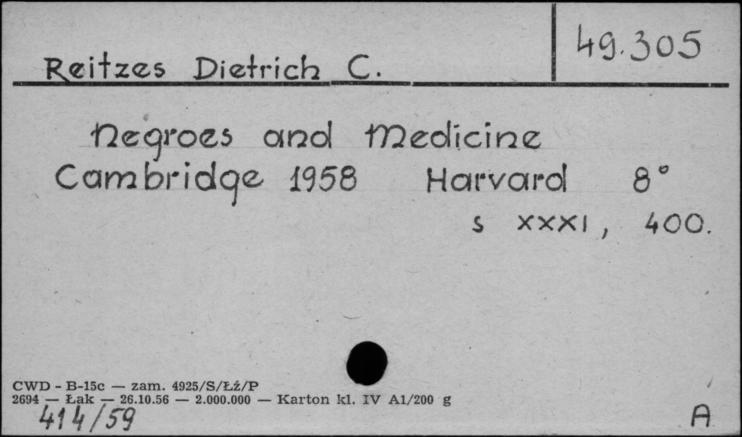 49.305
Reitzes Dietrich C.
Negroes and Medicine
Cambridge 1958 Harvard 8°
s XXXI, 400.
CWD - B-15c — zam. 4925/S/Łź/P
2694 — Łak — 26.10.56 — 2.000.000 — Karton kl. IV A1/200 g
414/59
A